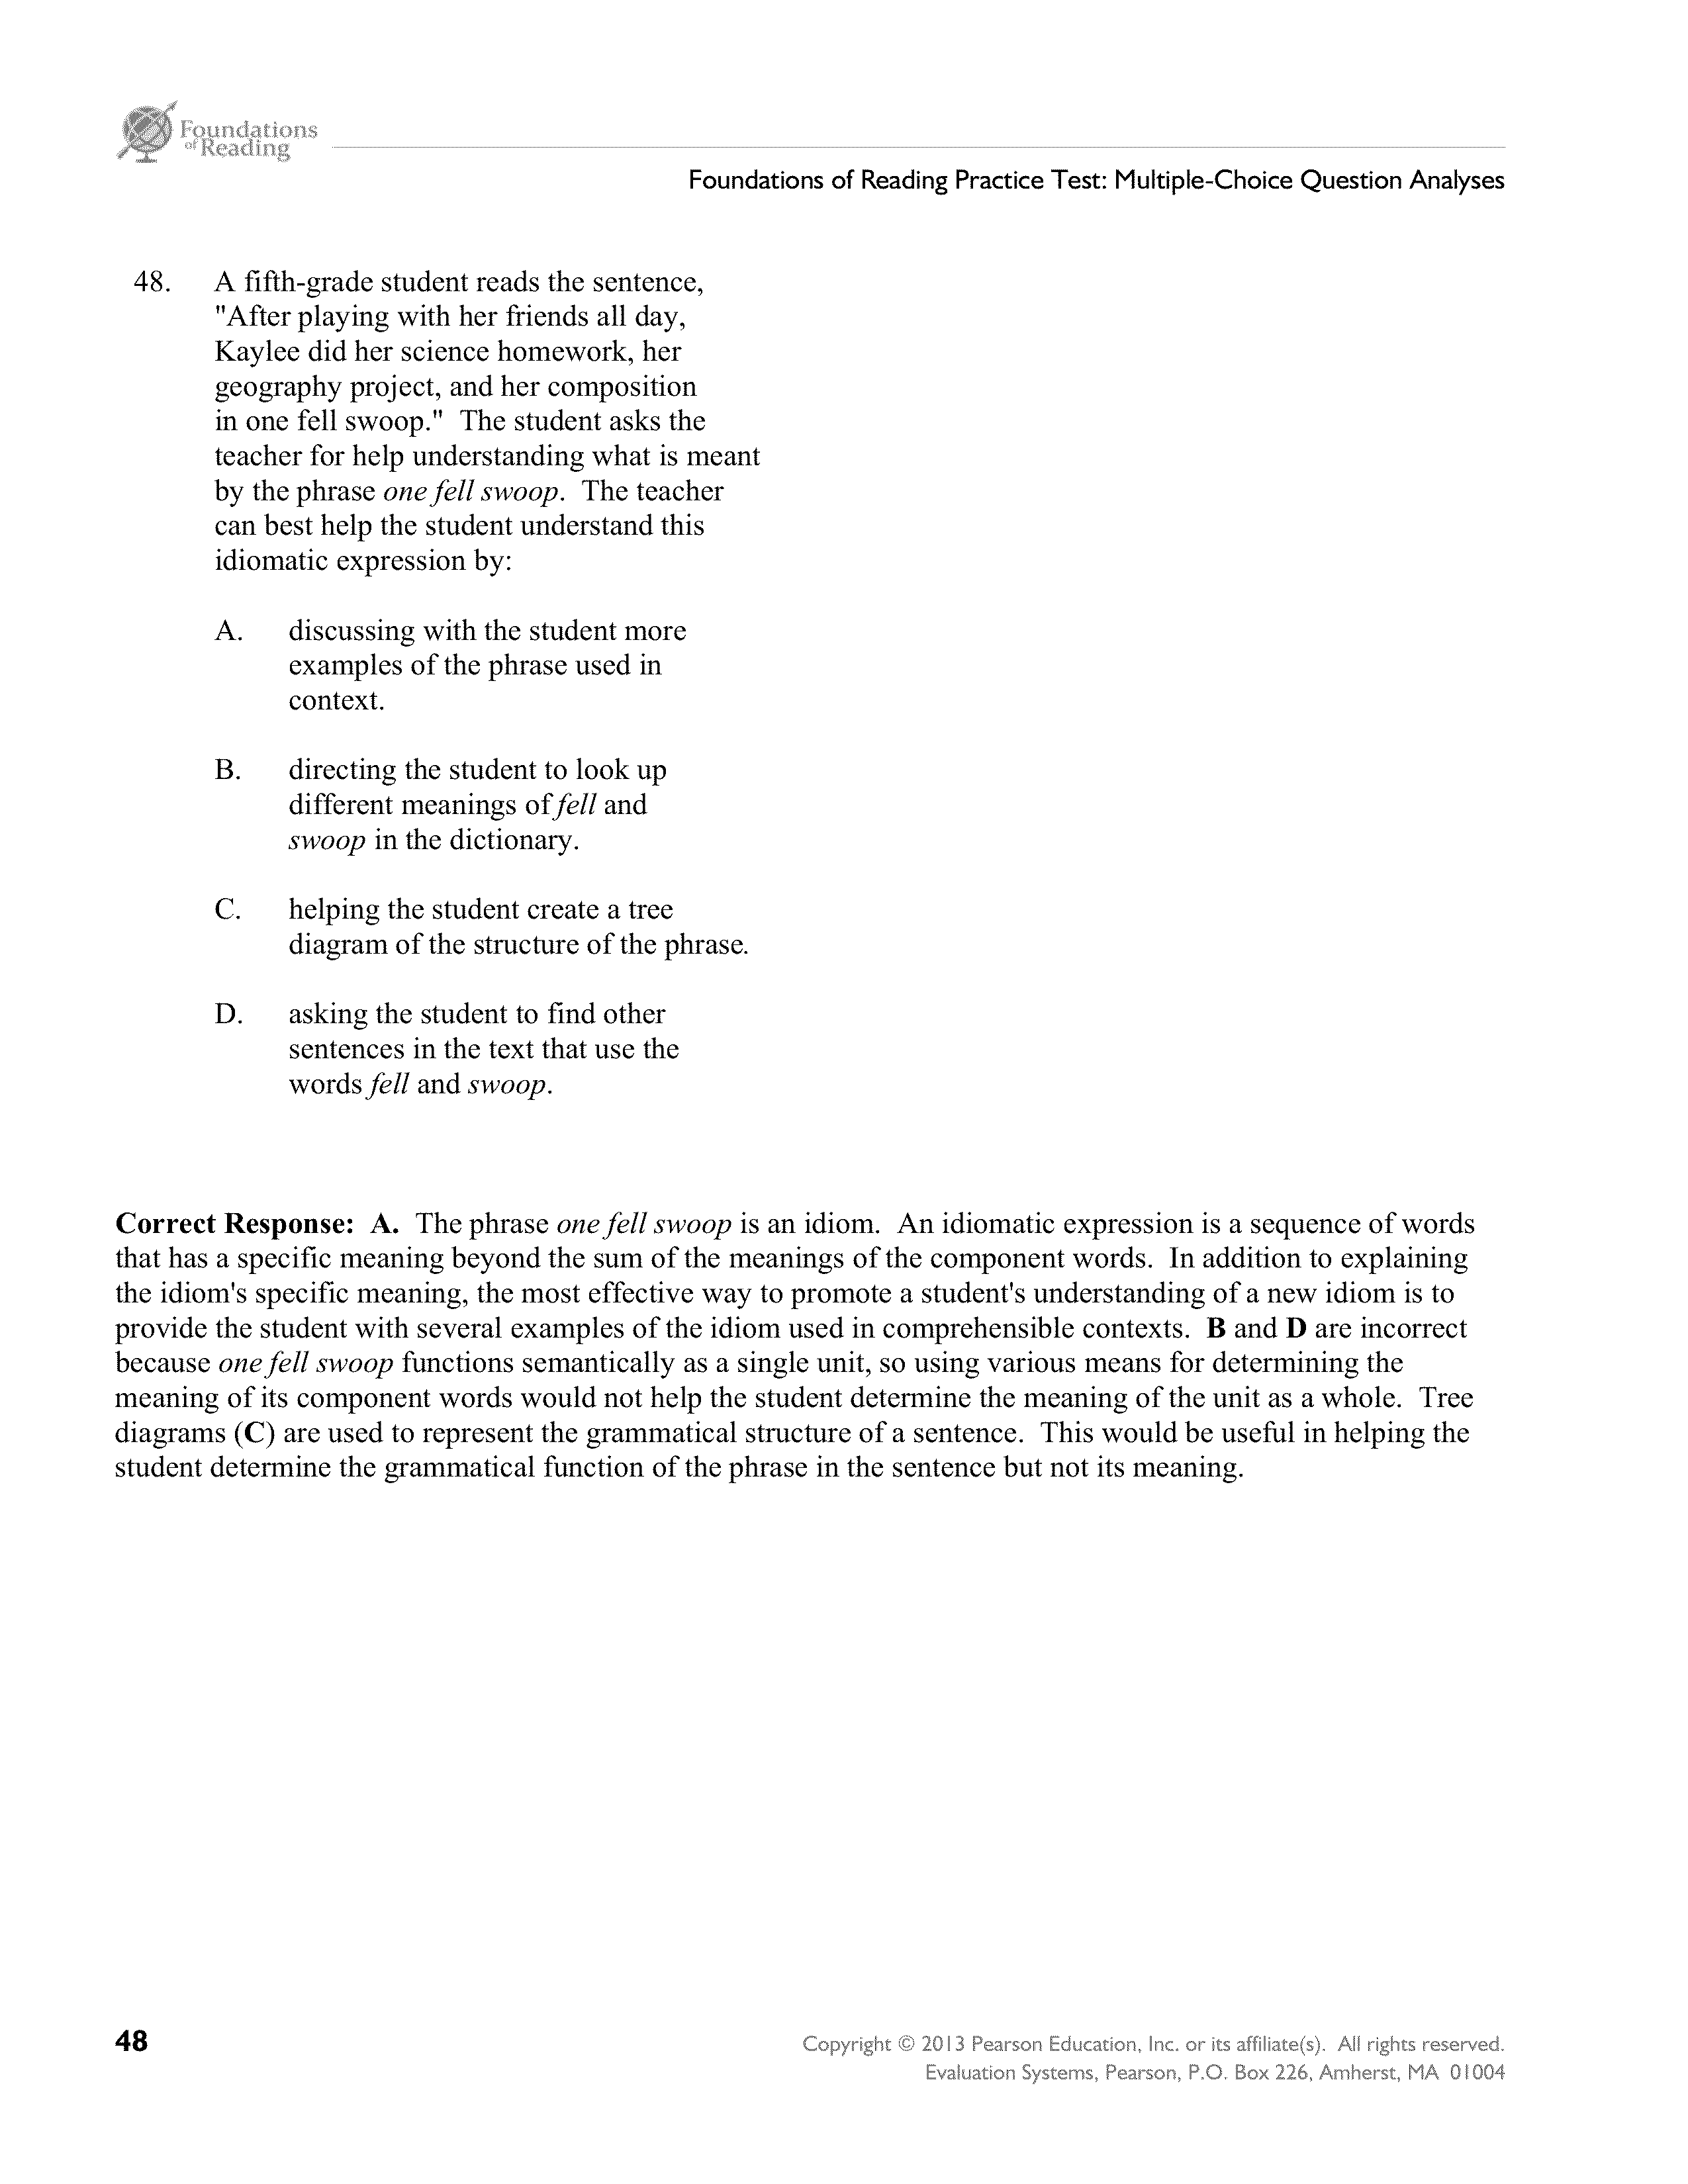 Foundations
of Reading
Foundations of Reading Practice Test: Multiple-Choice Question Analyses
48. A fifth-grade student reads the sentence,
"After playing with her friends all day,
Kaylee did her science homework, her
geography project, and her composition
in one fell swoop." The student asks the
teacher for help understanding what is meant
by the phrase one fell swoop. The teacher
can best help the student understand this
idiomatic expression by:
A. discussing with the student more
examples of the phrase used in
context.
B. directing the student to look up
different meanings of fell and
swoop in the dictionary.
C. helping the student create a tree
diagram of the structure of the phrase.
D. asking the student to find other
sentences in the text that use the
words fell and swoop.
Correct Response: A. The phrase one fell swoop is an idiom. An idiomatic expression is a sequence of words
that has a specific meaning beyond the sum of the meanings of the component words. In addition to explaining
the idiom's specific meaning, the most effective way to promote a student's understanding of a new idiom is to
provide the student with several examples of the idiom used in comprehensible contexts. B and D are incorrect
because one fell swoop functions semantically as a single unit, so using various means for determining the
meaning of its component words would not help the student determine the meaning of the unit as a whole. Tree
diagrams (C) are used to represent the grammatical structure of a sentence. This would be useful in helping the
student determine the grammatical function of the phrase in the sentence but not its meaning.
48
Copyright © 2013 Pearson Education, Inc. or its affiliate(s). All rights reserved.
Evaluation Systems, Pearson, P.O. Box 226, Amherst, MA 01004